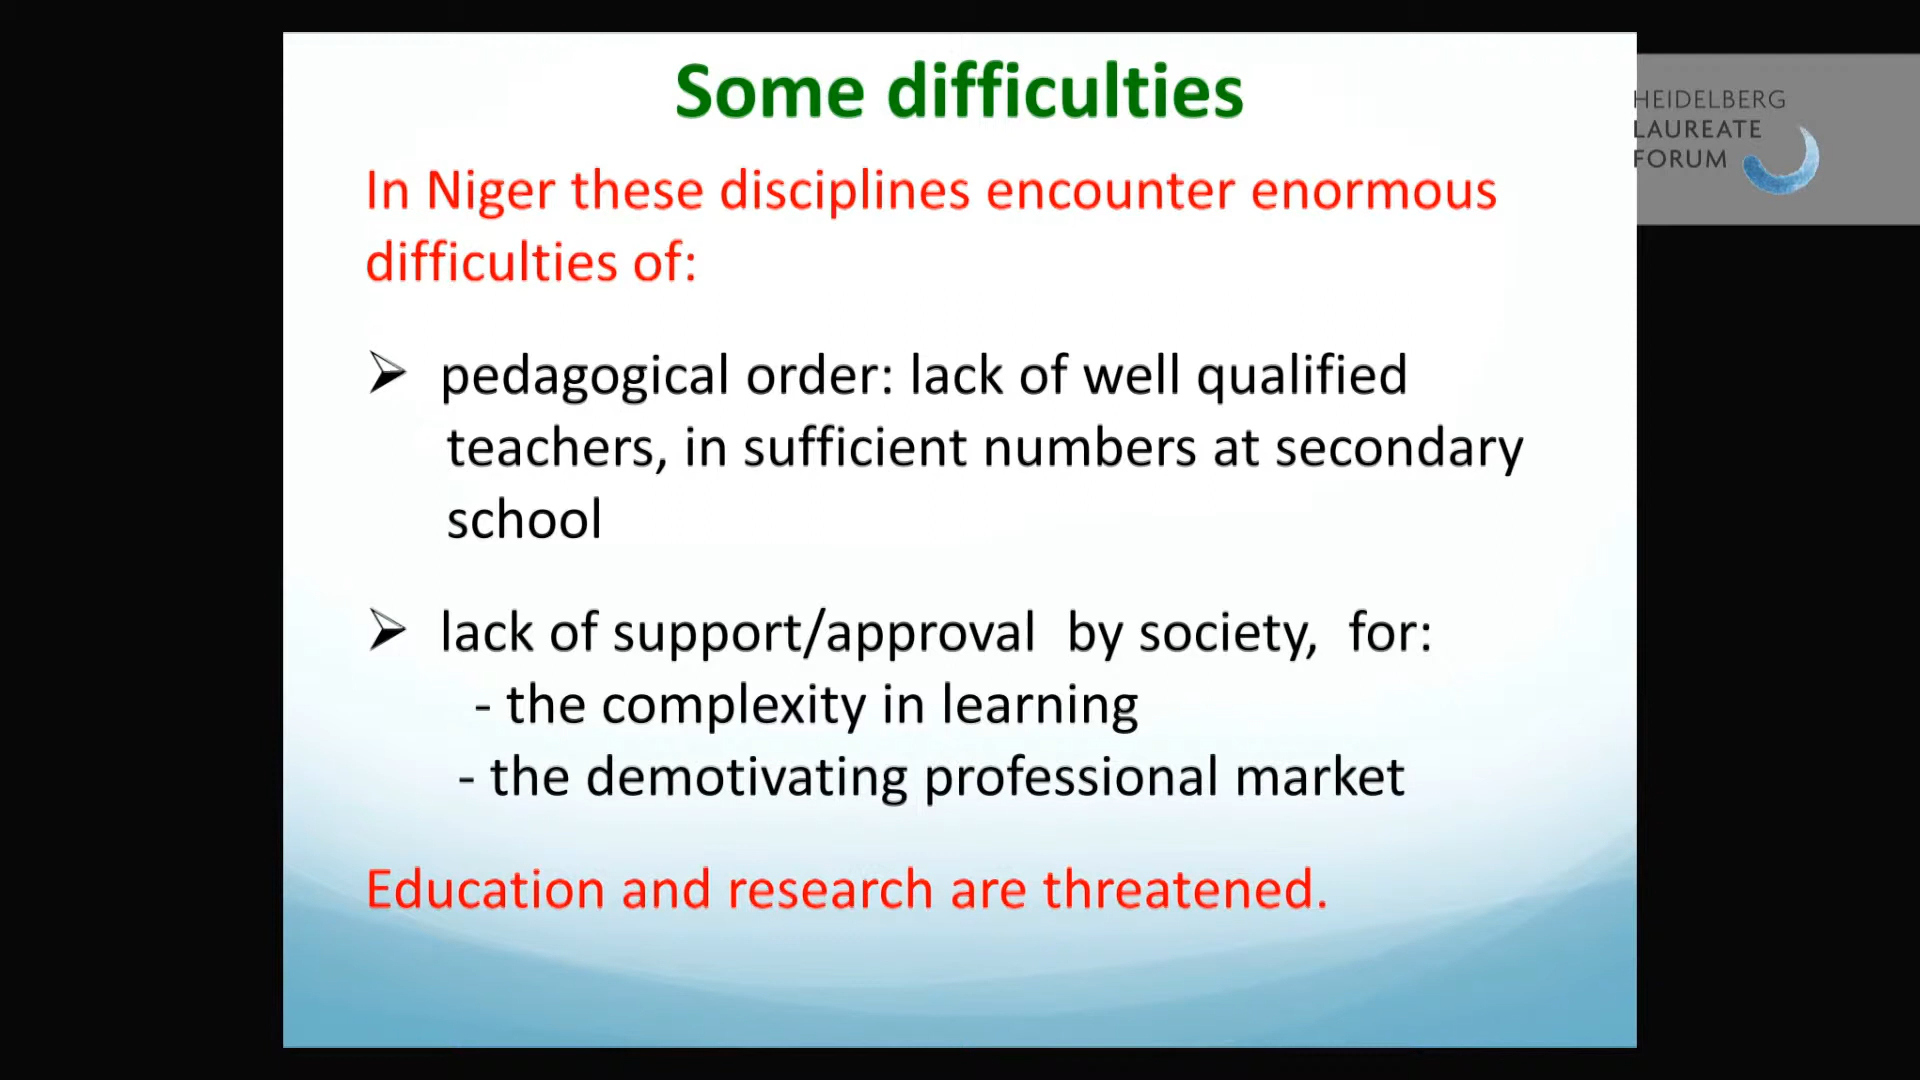 Some difficulties
HEIDELBERG
LAUREATE
FORUM
In Niger these disciplines encounter enormous
difficulties of:
➢ pedagogical order: lack of well qualified
teachers, in sufficient numbers at secondary
school
➢ lack of support/approval by society, for:
- the complexity in learning
- the demotivating professional market
Education and research are threatened.